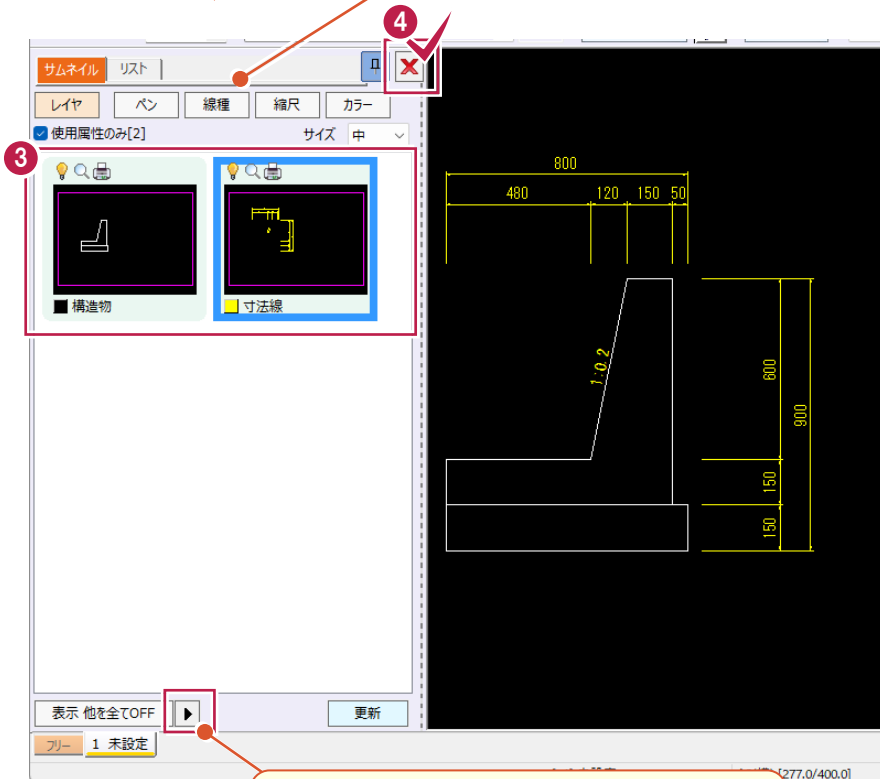 4
サムネイル リスト
レイヤ ペン 線種 縮尺 カラー
使用属性のみ[2] サイズ 中
3
構造物 寸法線
800
480 120 150 50
1:0.2
600
900
150
150
表示 他を全てOFF 更新
フリー 1 未設定
[277.0/400.0]